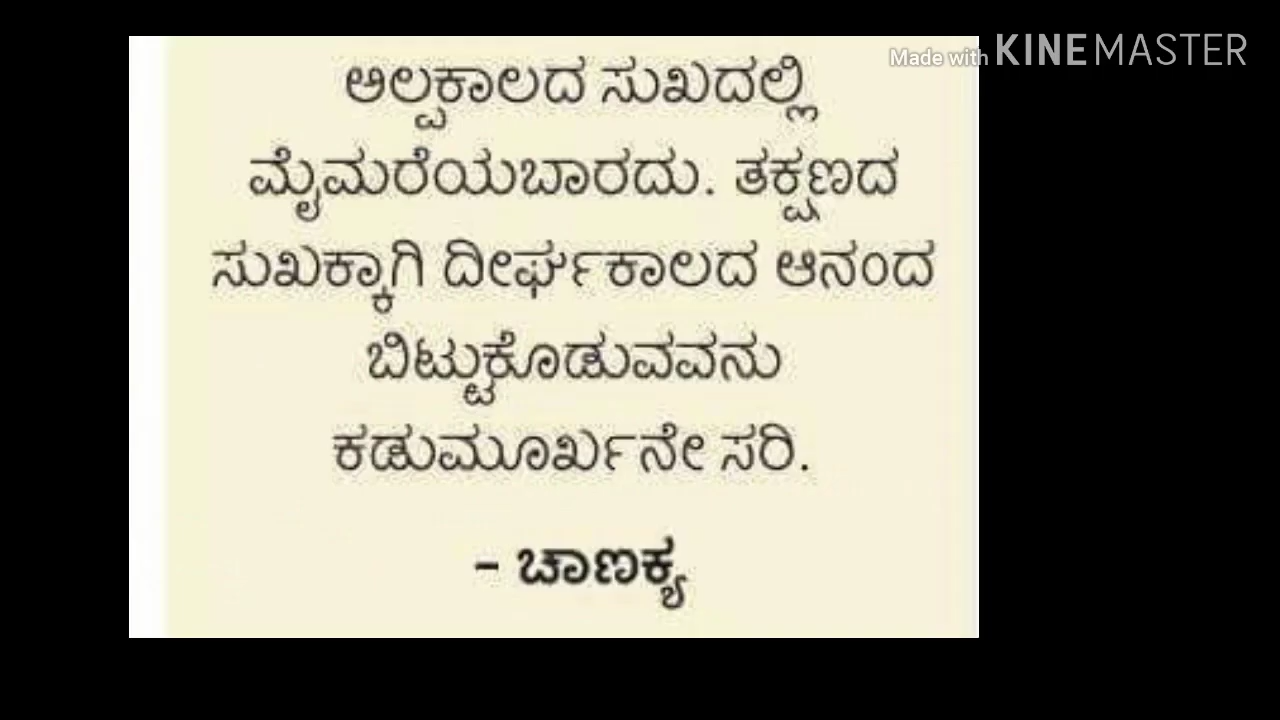 Made with KINEMASTER
ಅಲ್ಪಕಾಲದ ಸುಖದಲ್ಲಿ
ಮೈಮರೆಯಬಾರದು. ತಕ್ಷಣದ
ಸುಖಕ್ಕಾಗಿ ದೀರ್ಘಕಾಲದ ಆನಂದ
ಬಿಟ್ಟುಕೊಡುವವನು
ಕಡುಮೂರ್ಖನೇ ಸರಿ.
- ಚಾಣಕ್ಯ